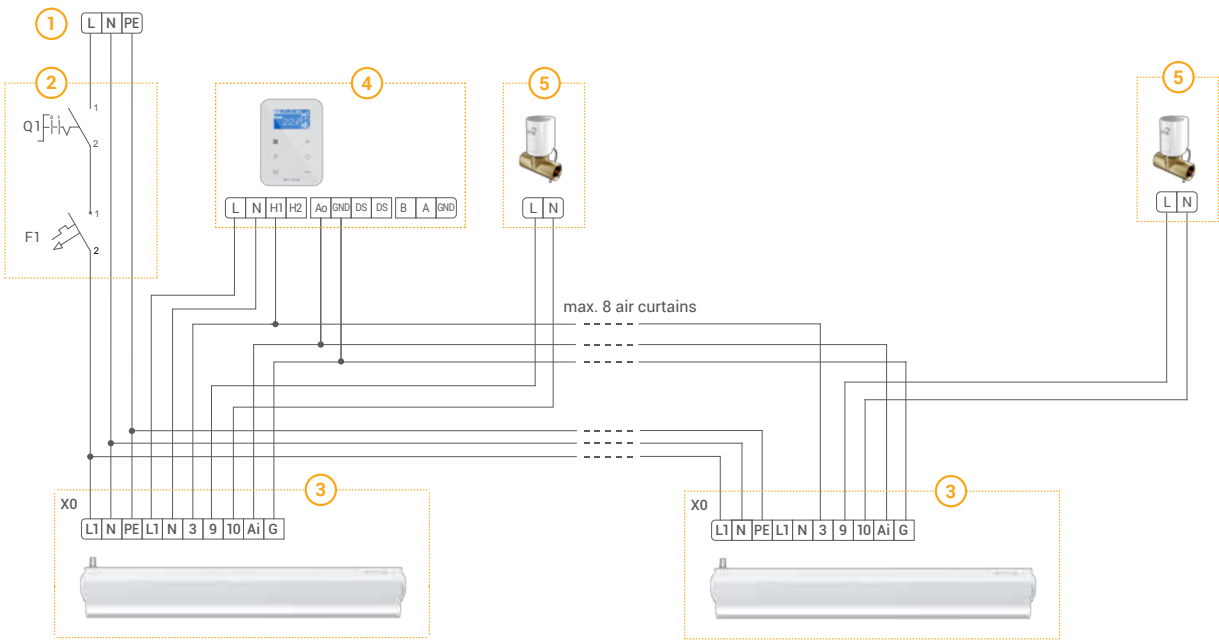 1
L N PE
2
Q1
0 1
1
2
F1
1
2
4
L N H1 H2 Ao GND DS DS B A GND
5
L N
5
L N
max. 8 air curtains
3
X0
L1 N PE L1 N 3 9 10 Ai G
3
X0
L1 N PE L1 N 3 9 10 Ai G